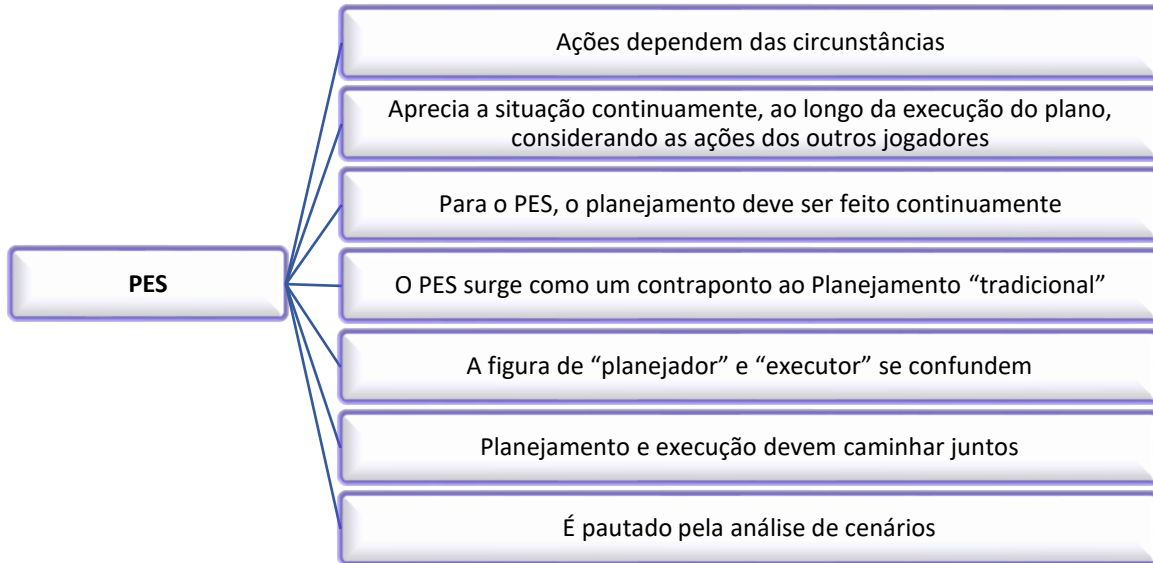 Ações dependem das circunstâncias
Aprecia a situação continuamente, ao longo da execução do plano,
considerando as ações dos outros jogadores
Para o PES, o planejamento deve ser feito continuamente
PES
O PES surge como um contraponto ao Planejamento “tradicional”
A figura de “planejador” e “executor” se confundem
Planejamento e execução devem caminhar juntos
É pautado pela análise de cenários